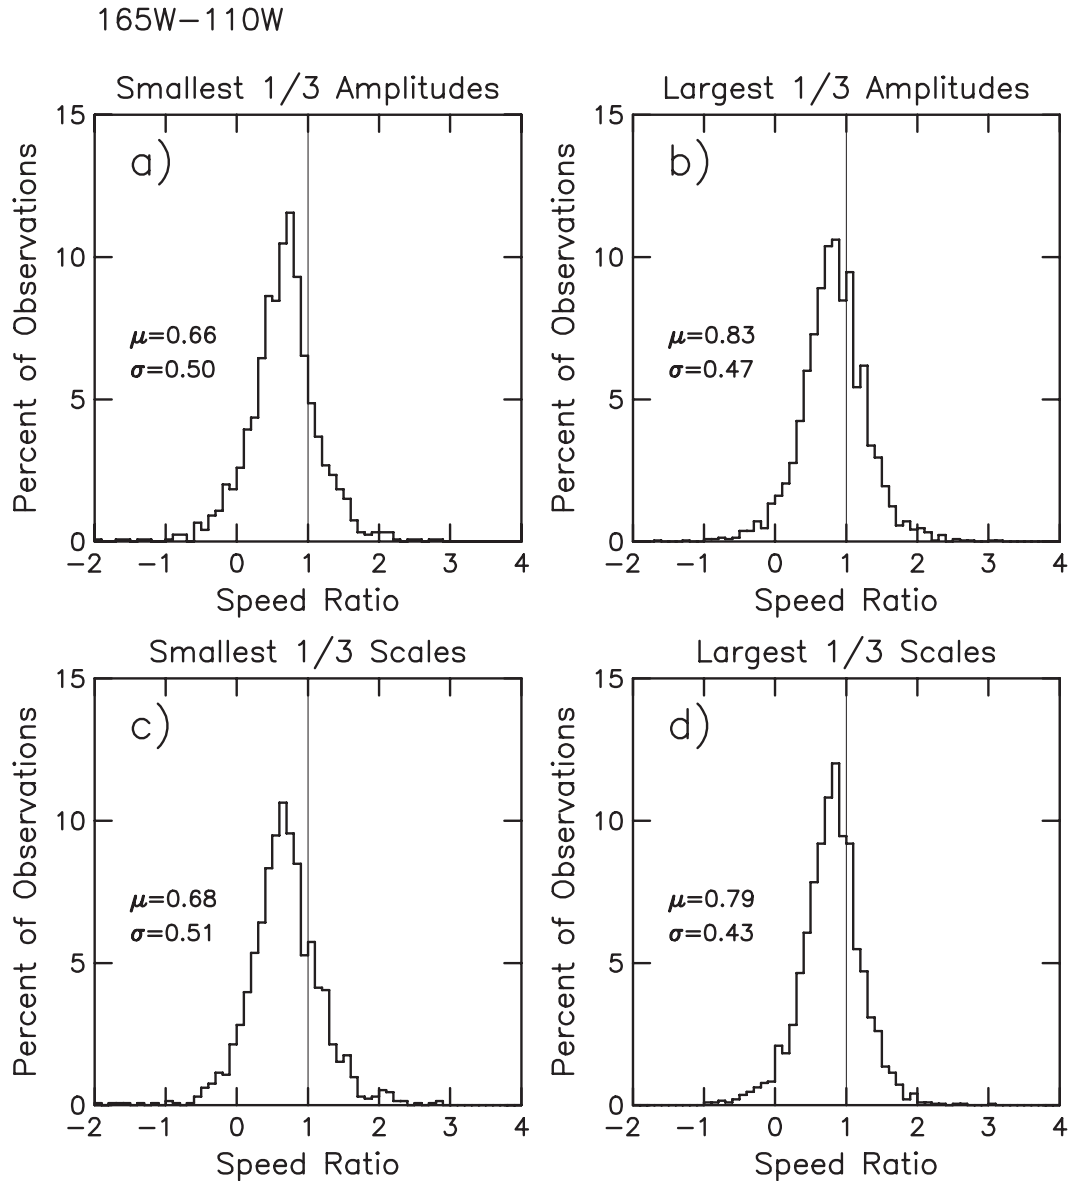 165W−110W
Smallest 1/3 Amplitudes
15
10
5
0
Percent of Observations
a)
μ=0.66
σ=0.50
−2 −1 0 1 2 3 4
Speed Ratio
Largest 1/3 Amplitudes
15
10
5
0
Percent of Observations
b)
μ=0.83
σ=0.47
−2 −1 0 1 2 3 4
Speed Ratio
Smallest 1/3 Scales
15
10
5
0
Percent of Observations
c)
μ=0.68
σ=0.51
−2 −1 0 1 2 3 4
Speed Ratio
Largest 1/3 Scales
15
10
5
0
Percent of Observations
d)
μ=0.79
σ=0.43
−2 −1 0 1 2 3 4
Speed Ratio